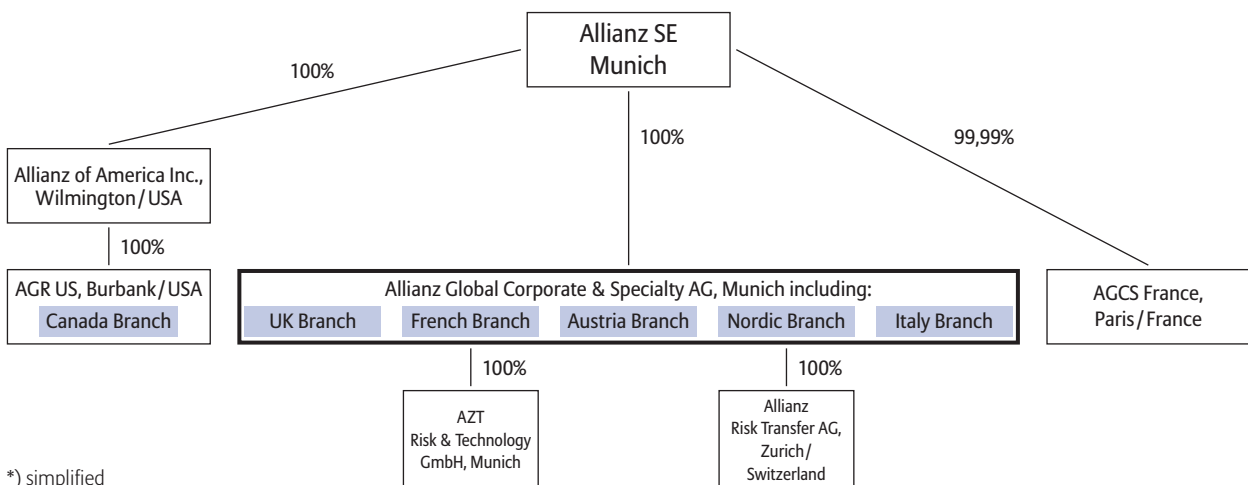 Allianz SE
Munich
100%
100%
99,99%
Allianz of America Inc.,
Wilmington/USA
100%
AGR US, Burbank/USA
Canada Branch
Allianz Global Corporate & Specialty AG, Munich including:
UK Branch French Branch Austria Branch Nordic Branch Italy Branch
AGCS France,
Paris/France
100%
100%
AZT
Risk & Technology
GmbH, Munich
Allianz
Risk Transfer AG,
Zurich/
Switzerland
*) simplified